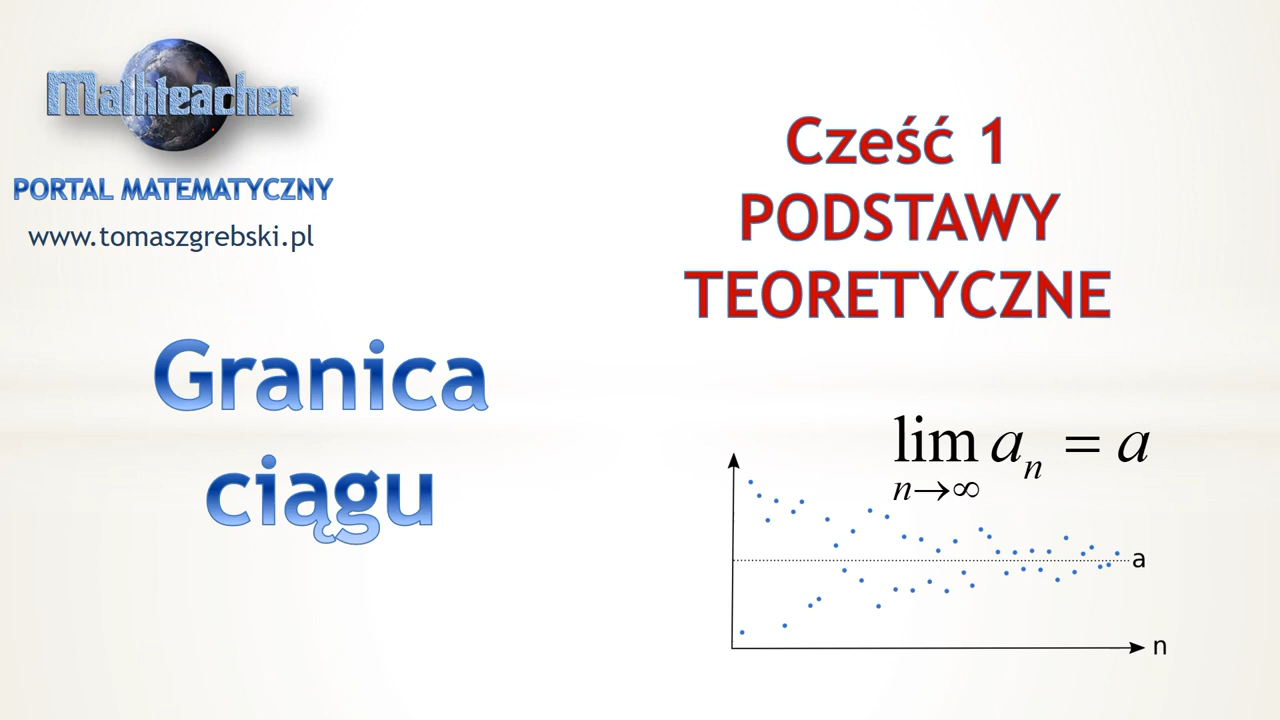 Mathteacher
PORTAL MATEMATYCZNY
www.tomaszgrebski.pl
Cześć 1
PODSTAWY
TEORETYCZNE
Granica
ciągu
lim aₙ = a
n→∞
a
n